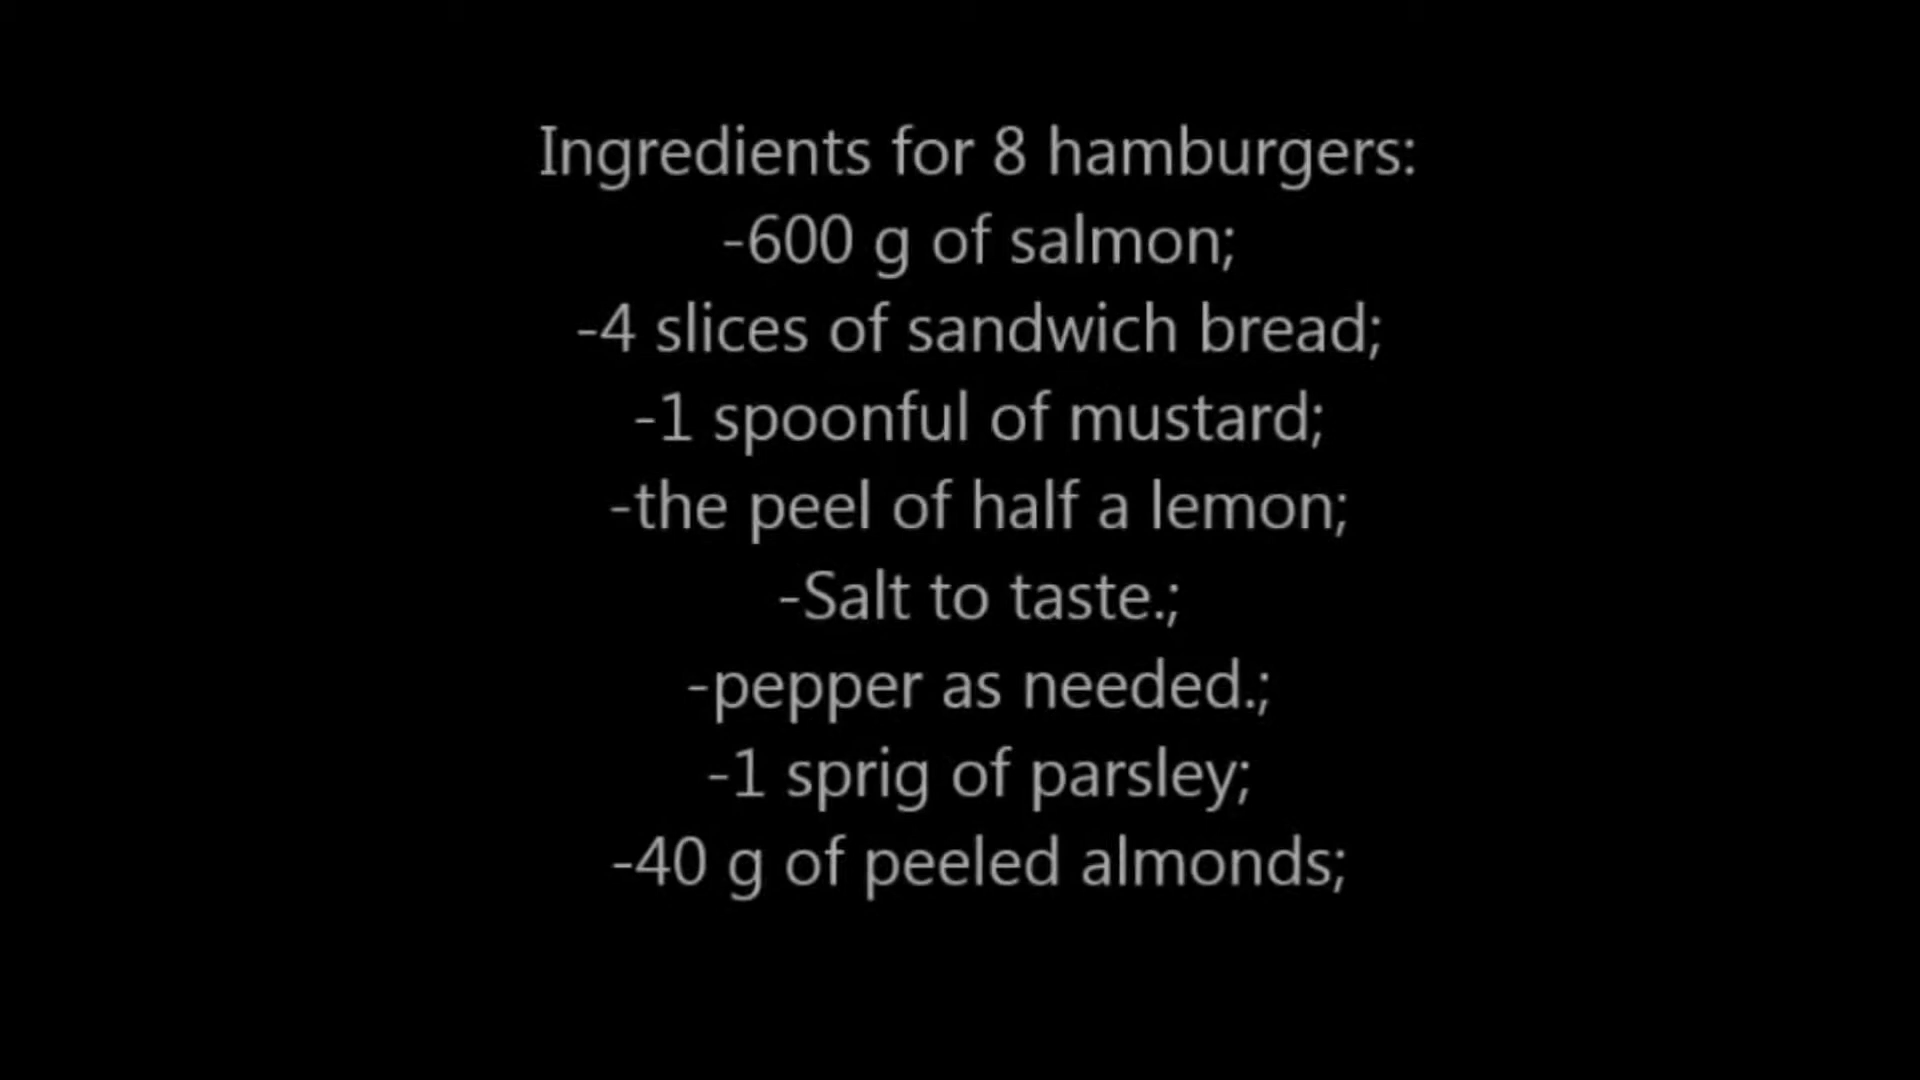 Ingredients for 8 hamburgers:
-600 g of salmon;
-4 slices of sandwich bread;
-1 spoonful of mustard;
-the peel of half a lemon;
-Salt to taste.;
-pepper as needed.;
-1 sprig of parsley;
-40 g of peeled almonds;